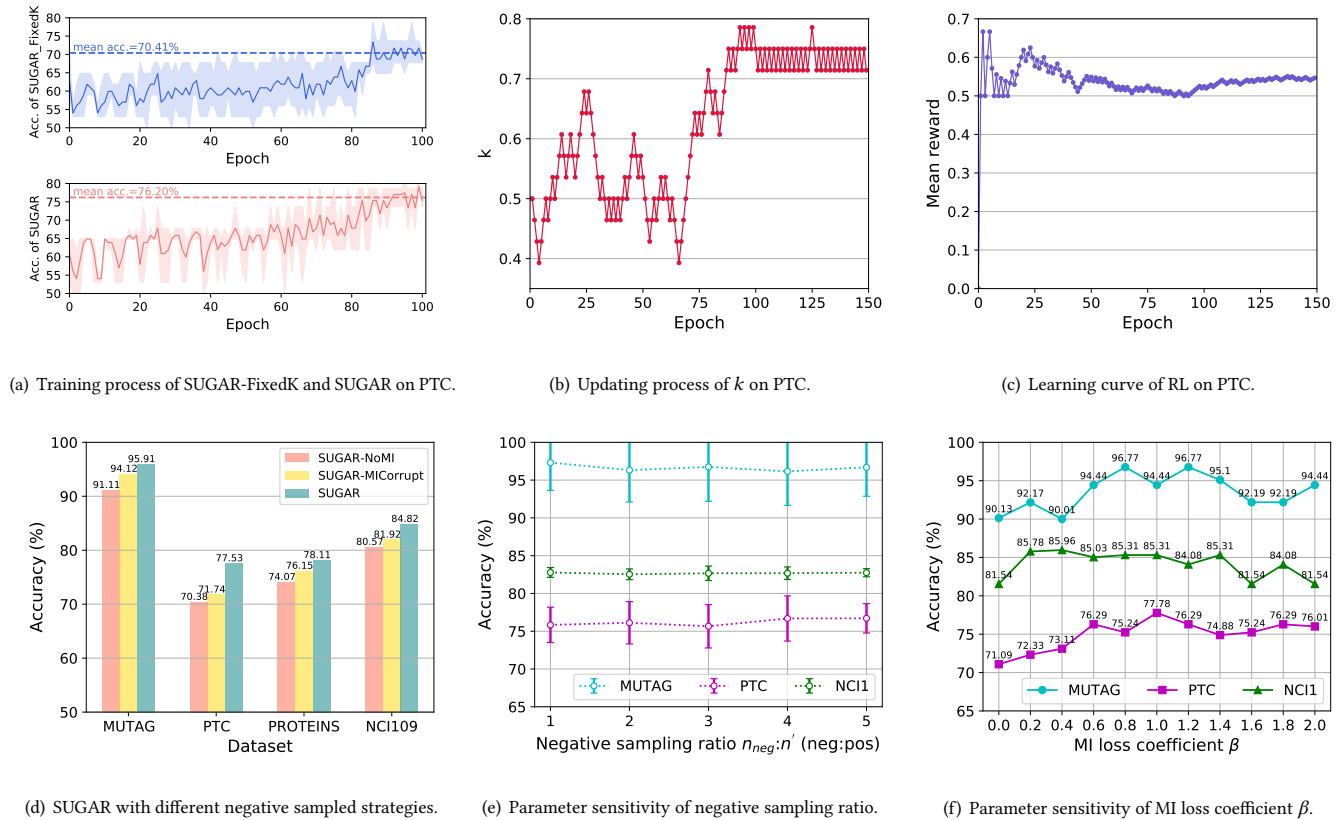 Acc. of SUGAR_FixedK
80
75
70
65
60
55
50
mean acc.=70.41%
0 20 40 60 80 100
Epoch
Acc. of SUGAR
80
75
70
65
60
55
50
mean acc.=76.20%
0 20 40 60 80 100
Epoch
(a) Training process of SUGAR-FixedK and SUGAR on PTC.
k
0.8
0.7
0.6
0.5
0.4
0 25 50 75 100 125 150
Epoch
(b) Updating process of k on PTC.
Mean reward
0.7
0.6
0.5
0.4
0.3
0.2
0.1
0.0
0 25 50 75 100 125 150
Epoch
(c) Learning curve of RL on PTC.
Accuracy (%)
100
90
80
70
60
50
SUGAR-NoMI
SUGAR-MICorrupt
SUGAR
91.11 94.12 95.91
70.38 71.74 77.53
74.07 76.15 78.11
80.57 81.92 84.82
MUTAG PTC PROTEINS NCI109
Dataset
(d) SUGAR with different negative sampled strategies.
Accuracy (%)
100
95
90
85
80
75
70
65
MUTAG PTC NCI1
1 2 3 4 5
Negative sampling ratio n_neg:n′ (neg:pos)
(e) Parameter sensitivity of negative sampling ratio.
Accuracy (%)
100
95
90
85
80
75
70
65
90.13 92.17 90.01 94.44 96.77 94.44 96.77 95.1 92.19 92.19 94.44
81.54 85.78 85.96 85.03 85.31 85.31 84.08 85.31 81.54 84.08 81.54
71.09 72.33 73.11 76.29 75.24 77.78 76.29 74.88 75.24 76.29 76.01
MUTAG PTC NCI1
0.0 0.2 0.4 0.6 0.8 1.0 1.2 1.4 1.6 1.8 2.0
MI loss coefficient β
(f) Parameter sensitivity of MI loss coefficient β.